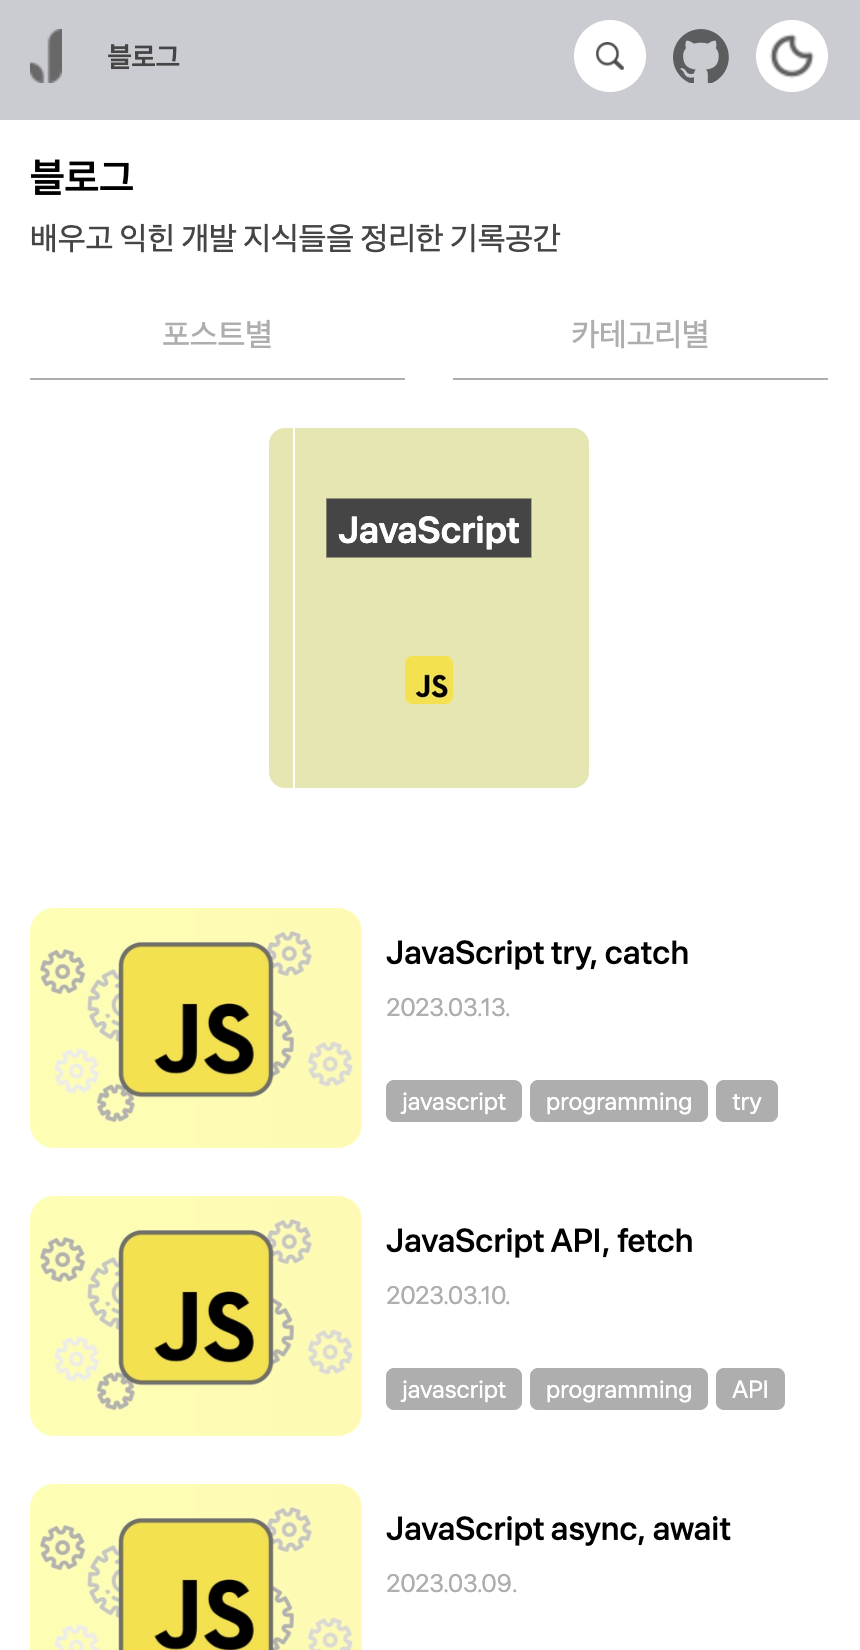 블로그
블로그
배우고 익힌 개발 지식들을 정리한 기록공간
포스트별 카테고리별
JavaScript
JS
JS
JavaScript try, catch
2023.03.13.
javascript programming try
JS
JavaScript API, fetch
2023.03.10.
javascript programming API
JS
JavaScript async, await
2023.03.09.